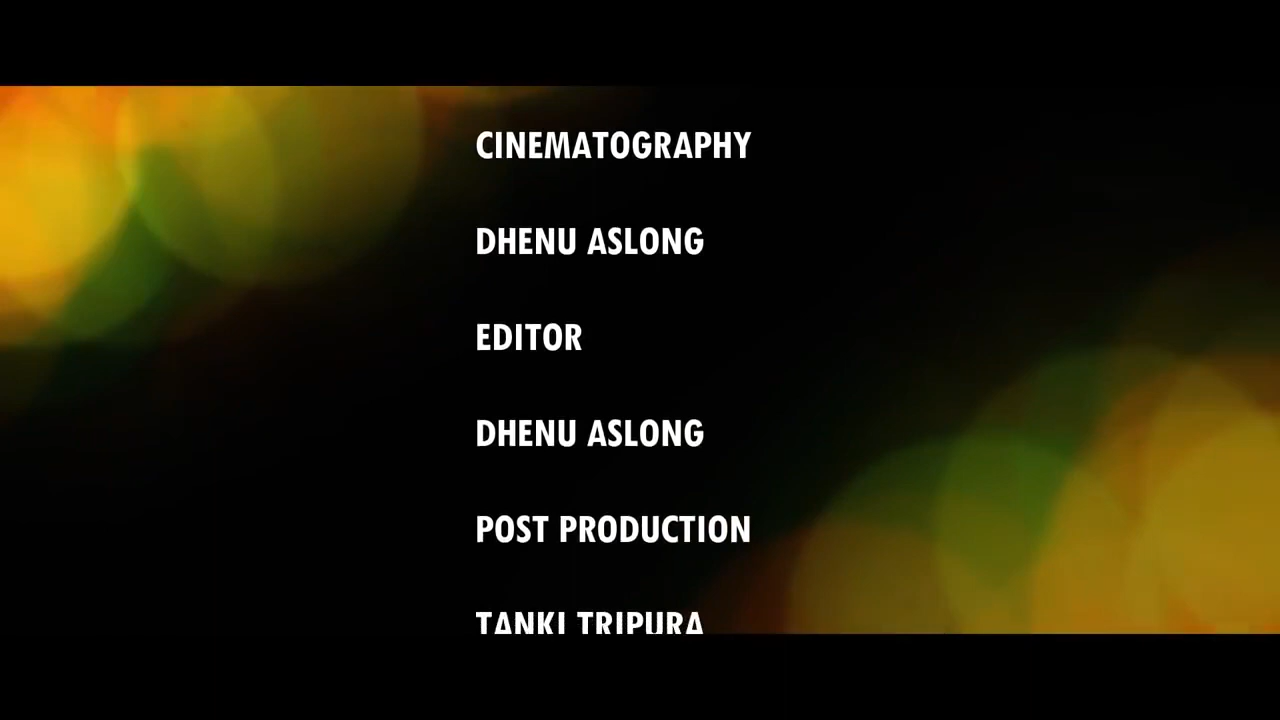 CINEMATOGRAPHY
DHENU ASLONG
EDITOR
DHENU ASLONG
POST PRODUCTION
TANKI TRIPURA